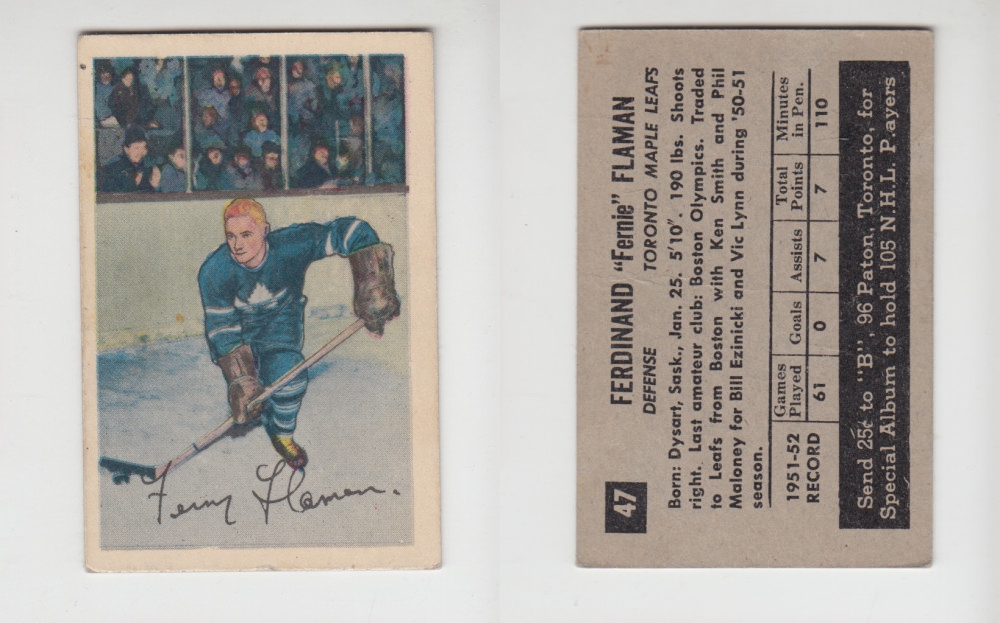 Ferny Flaman.
47
FERDINAND "Fernie" FLAMAN
DEFENSE TORONTO MAPLE LEAFS
Born: Dysart, Sask., Jan. 25. 5'10". 190 lbs. Shoots
right. Last amateur club: Boston Olympics. Traded
to Leafs from Boston with Ken Smith and Phil
Maloney for Bill Ezinicki and Vic Lynn during '50-51
season.
1951-52 RECORD
Games Played Goals Assists Total Points Minutes in Pen.
61 0 7 7 110
Send 25¢ to "B", 96 Paton, Toronto, for
Special Album to hold 105 N.H.L. P.ayers